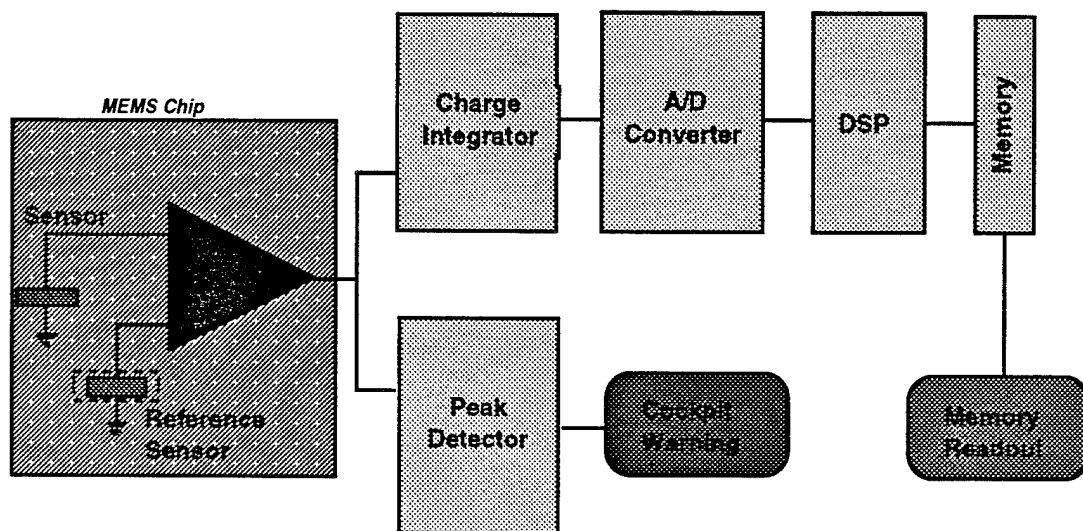 MEMS Chip
Sensor
Reference
Sensor
Charge
Integrator
A/D
Converter
DSP
Memory
Peak
Detector
Cockpit
Warning
Memory
Readout